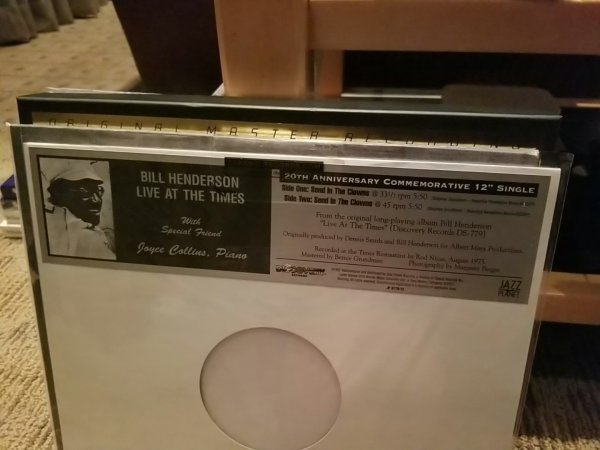 ORIGINAL MASTER RECORDING
BILL HENDERSON
LIVE AT THE TIMES
With
Special Friend
Joyce Collins, Piano
20TH ANNIVERSARY COMMEMORATIVE 12" SINGLE
Side One: Send In The Clowns @ 33 1/3 rpm 5:50
Side Two: Send In The Clowns @ 45 rpm 5:50
From the original long-playing album Bill Henderson
"Live At The Times" (Discovery Records DS-779)
Originally produced by Dennis Smith and Bill Henderson for Albert Marx Productions.
Recorded at the Times Restaurant by Rod Nicas, August 1975.
Mastered by Bernie Grundman Photography by Margaret
JAZZ
PLANET